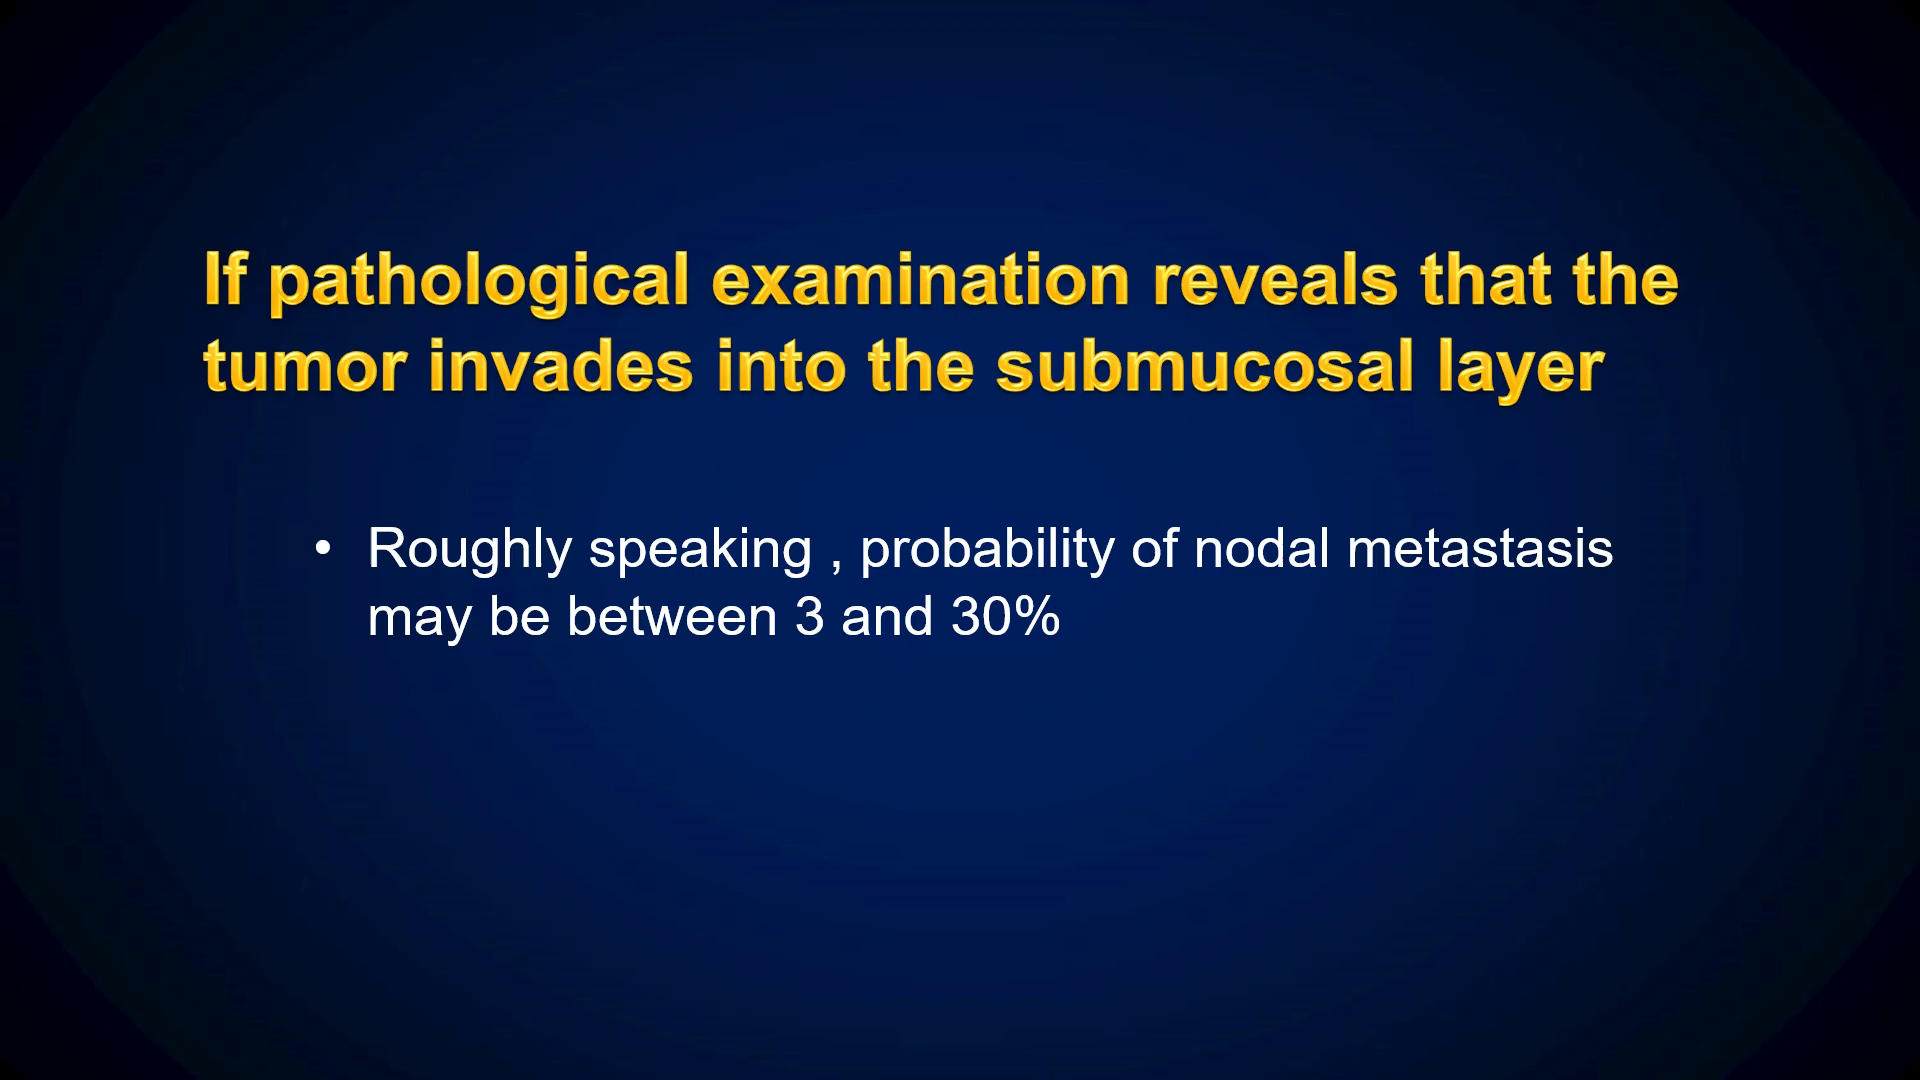 If pathological examination reveals that the
tumor invades into the submucosal layer
• Roughly speaking , probability of nodal metastasis
may be between 3 and 30%